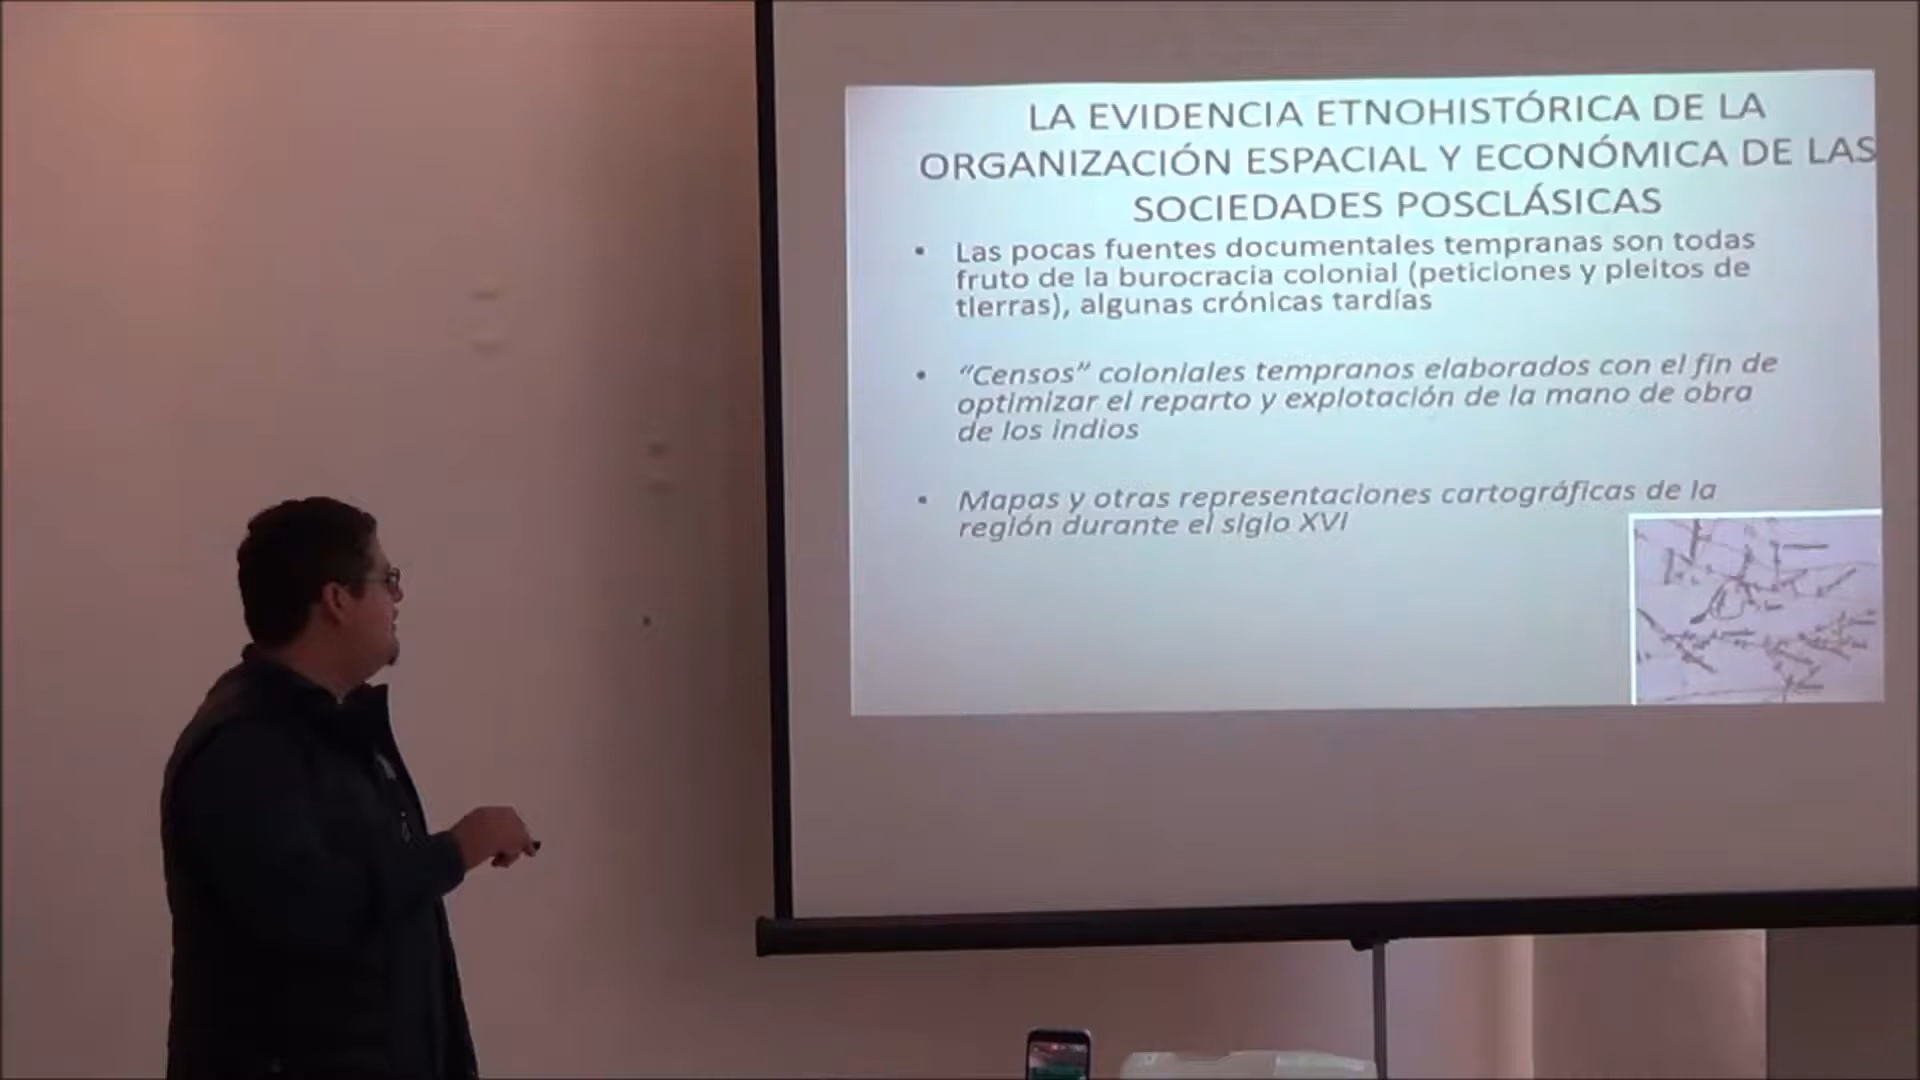 LA EVIDENCIA ETNOHISTÓRICA DE LA
ORGANIZACIÓN ESPACIAL Y ECONÓMICA DE LAS
SOCIEDADES POSCLÁSICAS
• Las pocas fuentes documentales tempranas son todas
fruto de la burocracia colonial (peticiones y pleitos de
tierras), algunas crónicas tardías
• “Censos” coloniales tempranos elaborados con el fin de
optimizar el reparto y explotación de la mano de obra
de los indios
• Mapas y otras representaciones cartográficas de la
región durante el siglo XVI